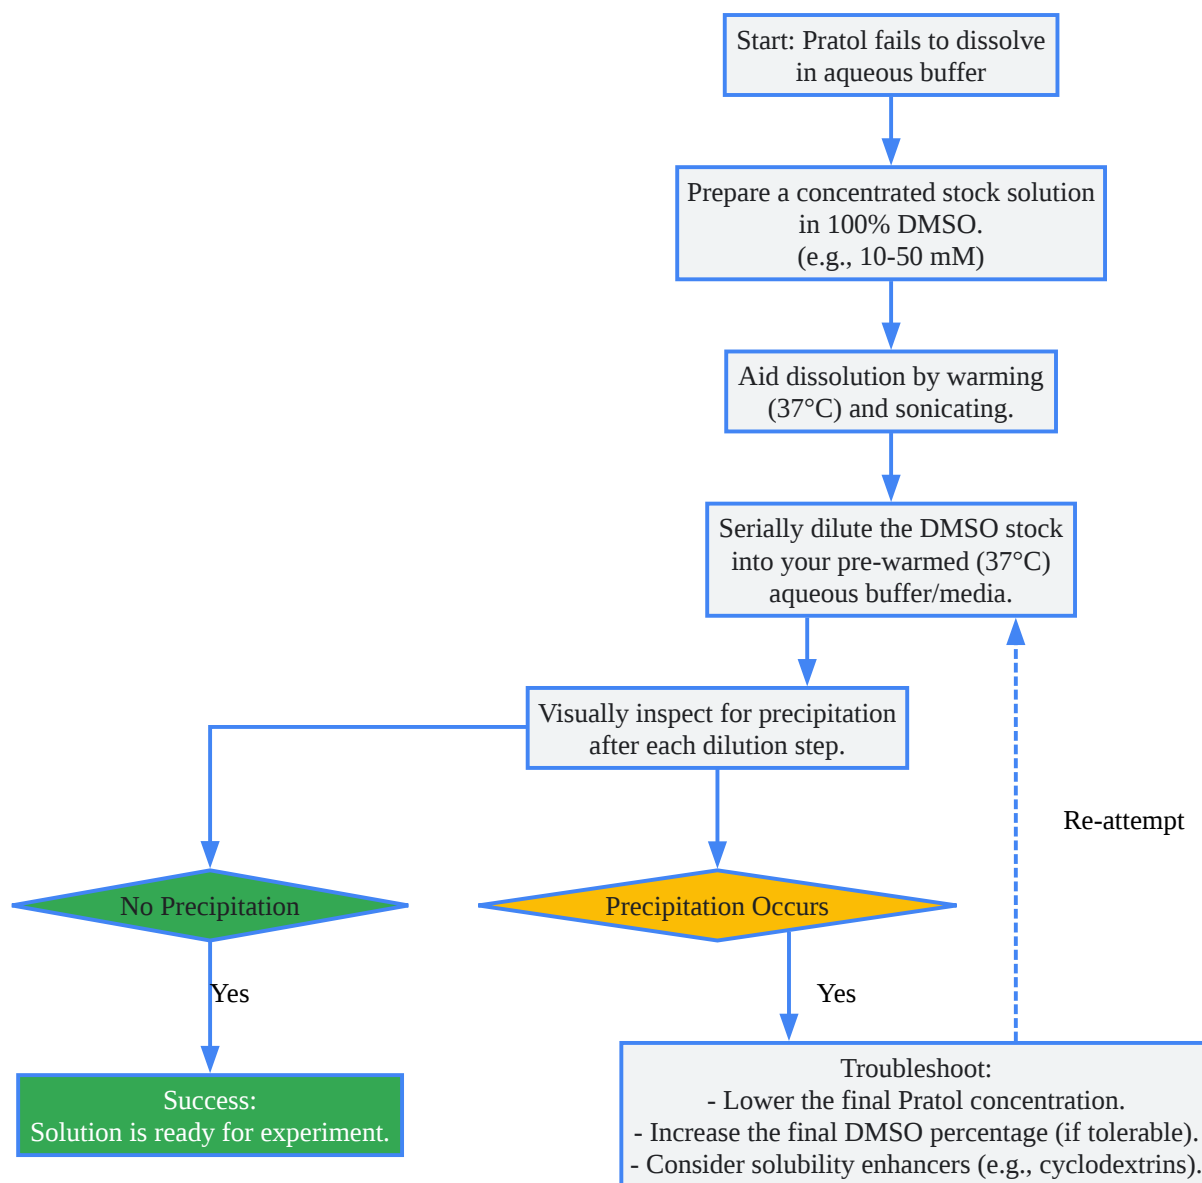 Start: Pratol fails to dissolve
in aqueous buffer
Prepare a concentrated stock solution
in 100% DMSO.
(e.g., 10-50 mM)
Aid dissolution by warming
(37°C) and sonicating.
Serially dilute the DMSO stock
into your pre-warmed (37°C)
aqueous buffer/media.
Visually inspect for precipitation
after each dilution step.
Re-attempt
No Precipitation
Precipitation Occurs
Yes
Yes
Success:
Solution is ready for experiment.
Troubleshoot:
- Lower the final Pratol concentration.
- Increase the final DMSO percentage (if tolerable).
- Consider solubility enhancers (e.g., cyclodextrins).